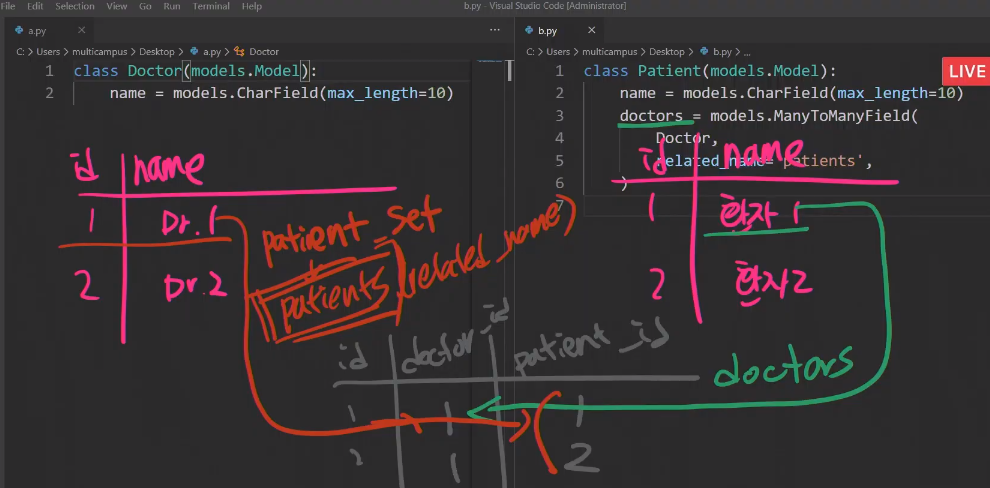 File Edit Selection View Go Run Terminal Help
b.py - Visual Studio Code [Administrator]
a.py
C: > Users > multicampus > Desktop > a.py > Doctor
1 class Doctor(models.Model):
2 name = models.CharField(max_length=10)
b.py
C: > Users > multicampus > Desktop > b.py > ...
LIVE
1 class Patient(models.Model):
2 name = models.CharField(max_length=10)
3 doctors = models.ManyToManyField(
4 Doctor,
5 related_name='patients',
6 )
7
id name
1 Dr.1
2 Dr.2
patient_set
patients (related_name)
id name
1 환자1
2 환자2
doctors
id doctor_id patient_id
1 1 1
2 1 2